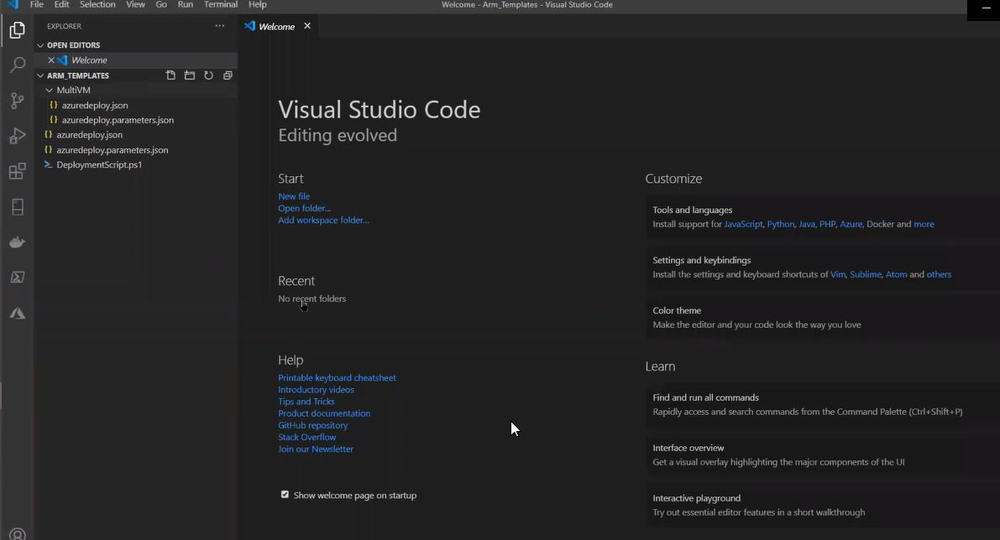 File Edit Selection View Go Run Terminal Help
Welcome - Arm_Templates - Visual Studio Code
EXPLORER
OPEN EDITORS
Welcome
ARM_TEMPLATES
MultiVM
{} azuredeploy.json
{} azuredeploy.parameters.json
{} azuredeploy.json
{} azuredeploy.parameters.json
DeploymentScript.ps1
Welcome
Visual Studio Code
Editing evolved
Start
New file
Open folder...
Add workspace folder...
Recent
No recent folders
Help
Printable keyboard cheatsheet
Introductory videos
Tips and Tricks
Product documentation
GitHub repository
Stack Overflow
Join our Newsletter
Show welcome page on startup
Customize
Tools and languages
Install support for JavaScript, Python, Java, PHP, Azure, Docker and more
Settings and keybindings
Install the settings and keyboard shortcuts of Vim, Sublime, Atom and others
Color theme
Make the editor and your code look the way you love
Learn
Find and run all commands
Rapidly access and search commands from the Command Palette (Ctrl+Shift+P)
Interface overview
Get a visual overlay highlighting the major components of the UI
Interactive playground
Try out essential editor features in a short walkthrough